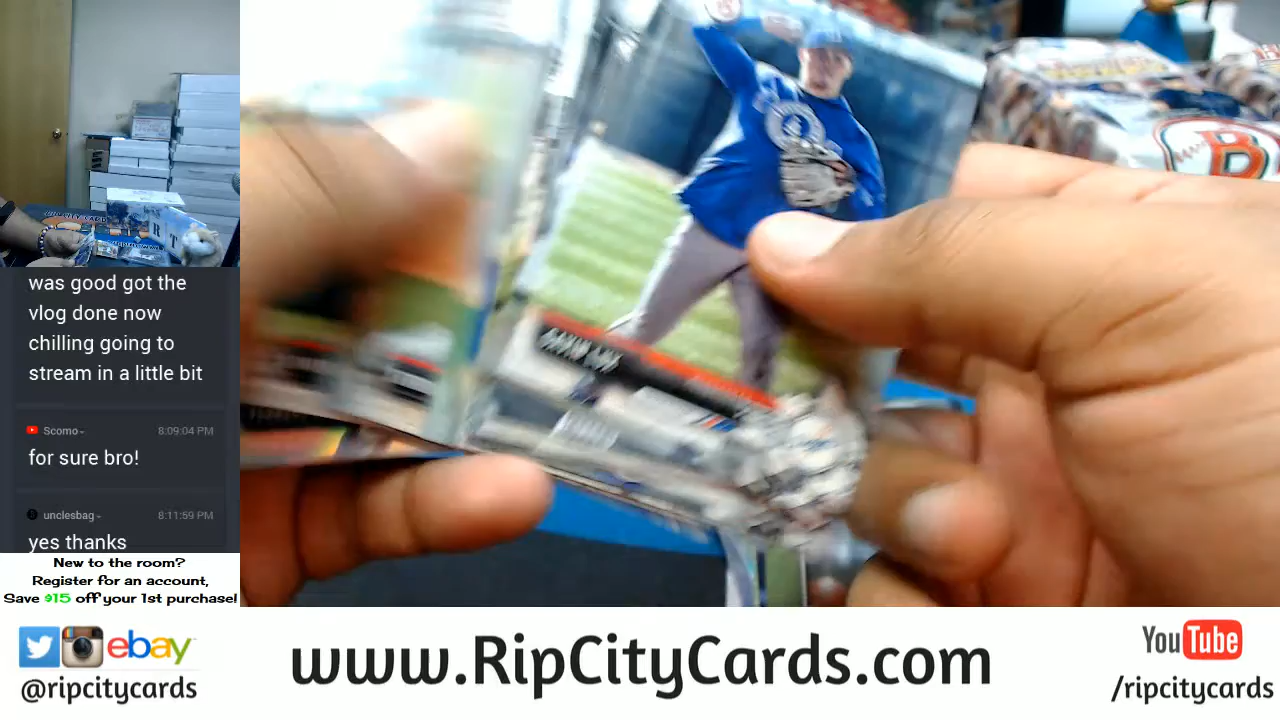 was good got the
vlog done now
chilling going to
stream in a little bit
Scomo
8:09:04 PM
for sure bro!
unclesbag
8:11:59 PM
yes thanks
New to the room?
Register for an account,
Save $15 off your 1st purchase!
ebay
@ripcitycards
www.RipCityCards.com
YouTube
/ripcitycards
B